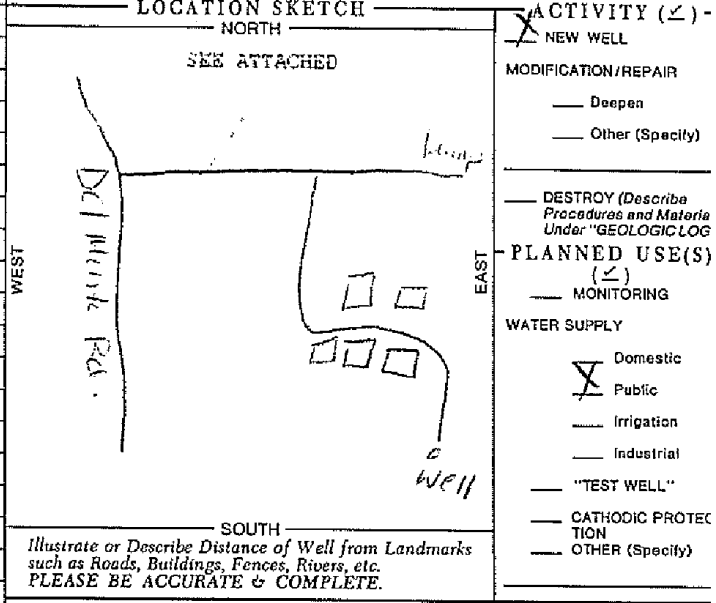 LOCATION SKETCH
NORTH
SEE ATTACHED
WEST
EAST
Rd.
Well
SOUTH
Illustrate or Describe Distance of Well from Landmarks
such as Roads, Buildings, Fences, Rivers, etc.
PLEASE BE ACCURATE & COMPLETE.
ACTIVITY (✓)
X NEW WELL
MODIFICATION/REPAIR
Deepen
Other (Specify)
DESTROY (Describe
Procedures and Materia
Under "GEOLOGIC LOG
PLANNED USE(S)
(✓)
MONITORING
WATER SUPPLY
Domestic
X Public
Irrigation
Industrial
"TEST WELL"
CATHODIC PROTEC
TION
OTHER (Specify)